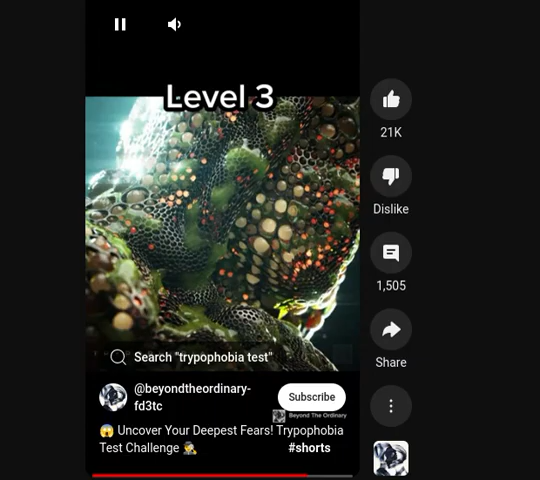 Level 3
21K
Dislike
1,505
Share
Search "trypophobia test"
@beyondtheordinary-
fd3tc
Subscribe
Beyond The Ordinary
😱 Uncover Your Deepest Fears! Trypophobia
Test Challenge 🕵️ #shorts